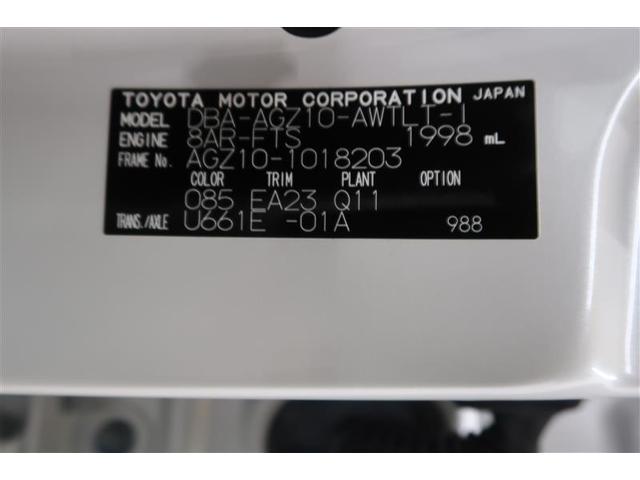 TOYOTA MOTOR CORPORATION JAPAN
MODEL DBA-AGZ10-AWTLT-I
ENGINE 8AR-FTS 1998 mL
FRAME No. AGZ10-1018203
COLOR TRIM PLANT OPTION
085 EA23 Q11
TRANS./AXLE U661E -01A 988